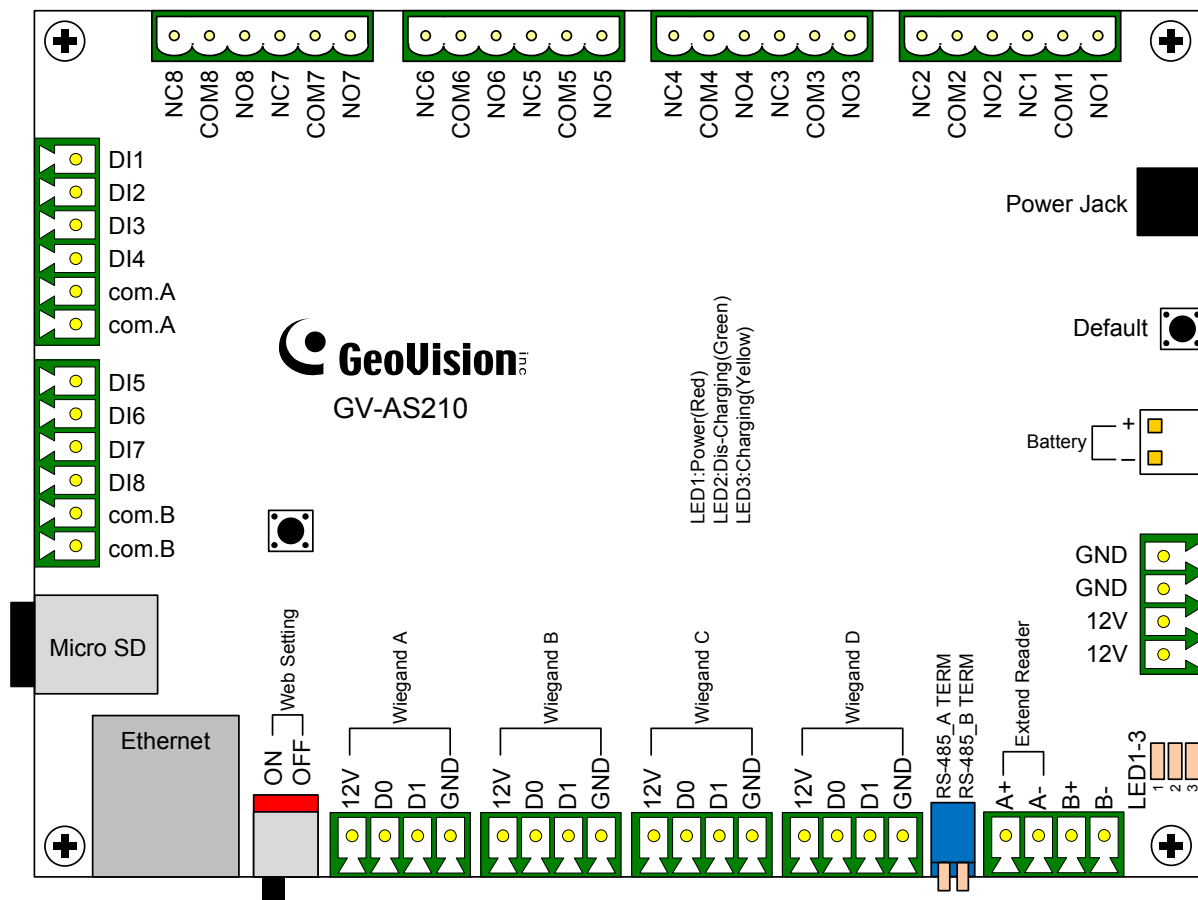 NC8
COM8
NO8
NC7
COM7
NO7
NC6
COM6
NO6
NC5
COM5
NO5
NC4
COM4
NO4
NC3
COM3
NO3
NC2
COM2
NO2
NC1
COM1
NO1
DI1
DI2
DI3
DI4
com.A
com.A
DI5
DI6
DI7
DI8
com.B
com.B
GeoVision inc
GV-AS210
LED1:Power(Red)
LED2:Dis-Charging(Green)
LED3:Charging(Yellow)
Power Jack
Default
Battery
+
–
GND
GND
12V
12V
Micro SD
Ethernet
Web Setting
ON
OFF
Wiegand A
12V
D0
D1
GND
Wiegand B
12V
D0
D1
GND
Wiegand C
12V
D0
D1
GND
Wiegand D
12V
D0
D1
GND
RS-485_A TERM
RS-485_B TERM
Extend Reader
A+
A-
B+
B-
LED1-3
1
2
3